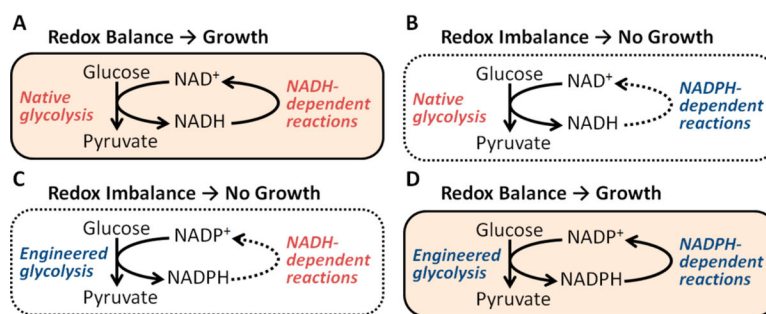 A
Redox Balance → Growth
Glucose
NAD+
Native
glycolysis
NADH-
dependent
reactions
NADH
Pyruvate
B
Redox Imbalance → No Growth
Glucose
NAD+
Native
glycolysis
NADPH-
dependent
reactions
NADH
Pyruvate
C
Redox Imbalance → No Growth
Glucose
NADP+
Engineered
glycolysis
NADH-
dependent
reactions
NADPH
Pyruvate
D
Redox Balance → Growth
Glucose
NADP+
Engineered
glycolysis
NADPH-
dependent
reactions
NADPH
Pyruvate